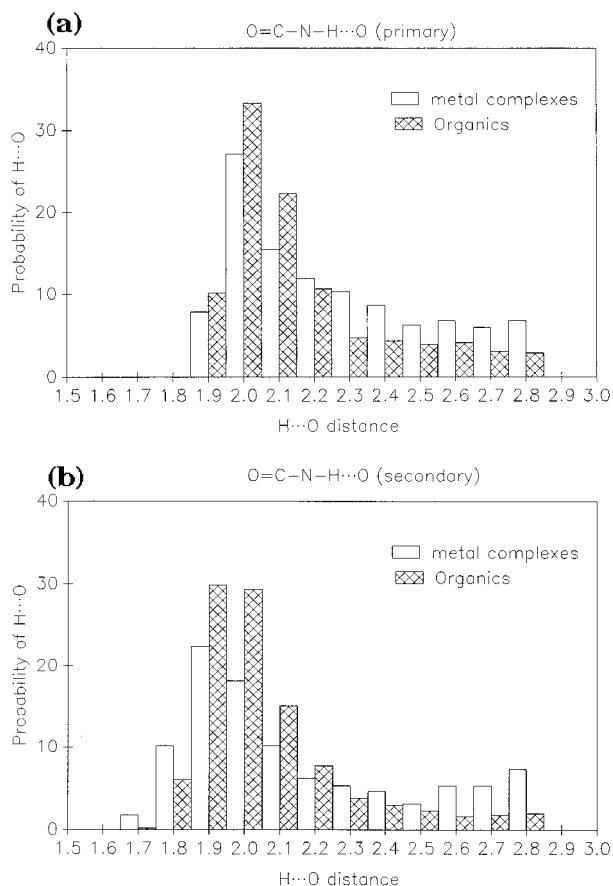 (a)
O=C–N–H···O (primary)
40
30
20
10
0
Probability of H···O
metal complexes
Organics
1.5 1.6 1.7 1.8 1.9 2.0 2.1 2.2 2.3 2.4 2.5 2.6 2.7 2.8 2.9 3.0
H···O distance
(b)
O=C–N–H···O (secondary)
40
30
20
10
0
Probability of H···O
metal complexes
Organics
1.5 1.6 1.7 1.8 1.9 2.0 2.1 2.2 2.3 2.4 2.5 2.6 2.7 2.8 2.9 3.0
H···O distance